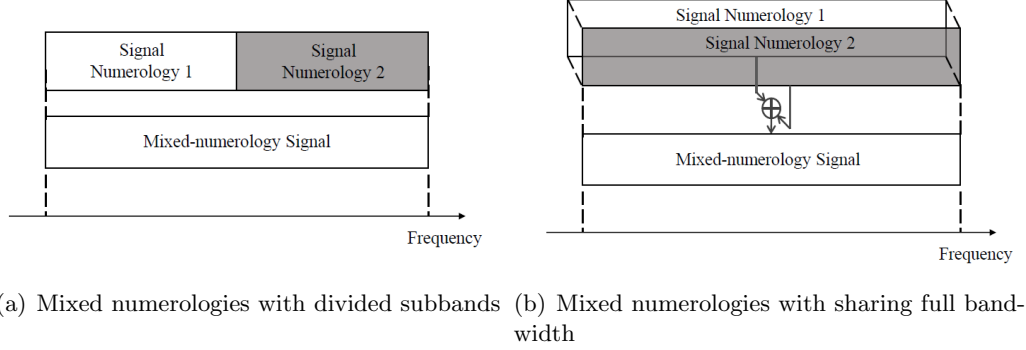 Signal
Numerology 1
Signal
Numerology 2
Mixed-numerology Signal
Frequency
(a) Mixed numerologies with divided subbands
Signal Numerology 1
Signal Numerology 2
Mixed-numerology Signal
Frequency
(b) Mixed numerologies with sharing full band-
width